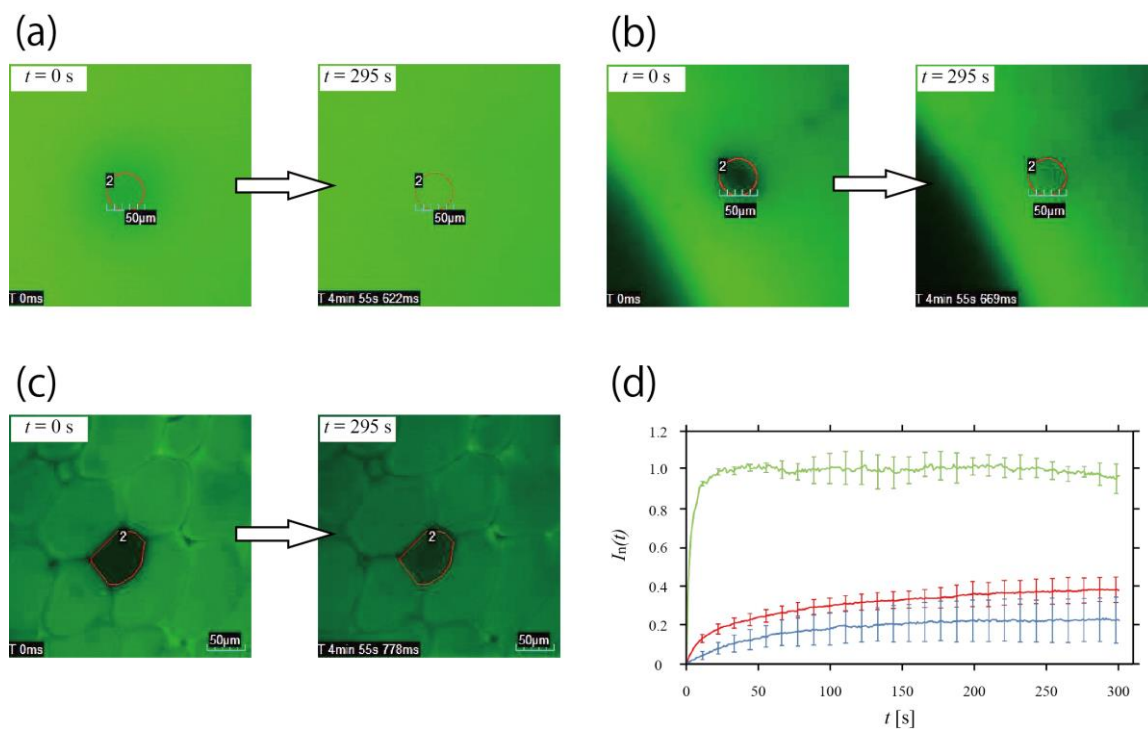 (a)
t = 0 s
2
50µm
T 0ms
t = 295 s
2
50µm
T 4min 55s 622ms
(b)
t = 0 s
2
50µm
T 0ms
t = 295 s
2
50µm
T 4min 55s 669ms
(c)
t = 0 s
2
50µm
T 0ms
t = 295 s
2
50µm
T 4min 55s 778ms
(d)
1.2
1.0
0.8
0.6
0.4
0.2
0
In(t)
0 50 100 150 200 250 300
t [s]